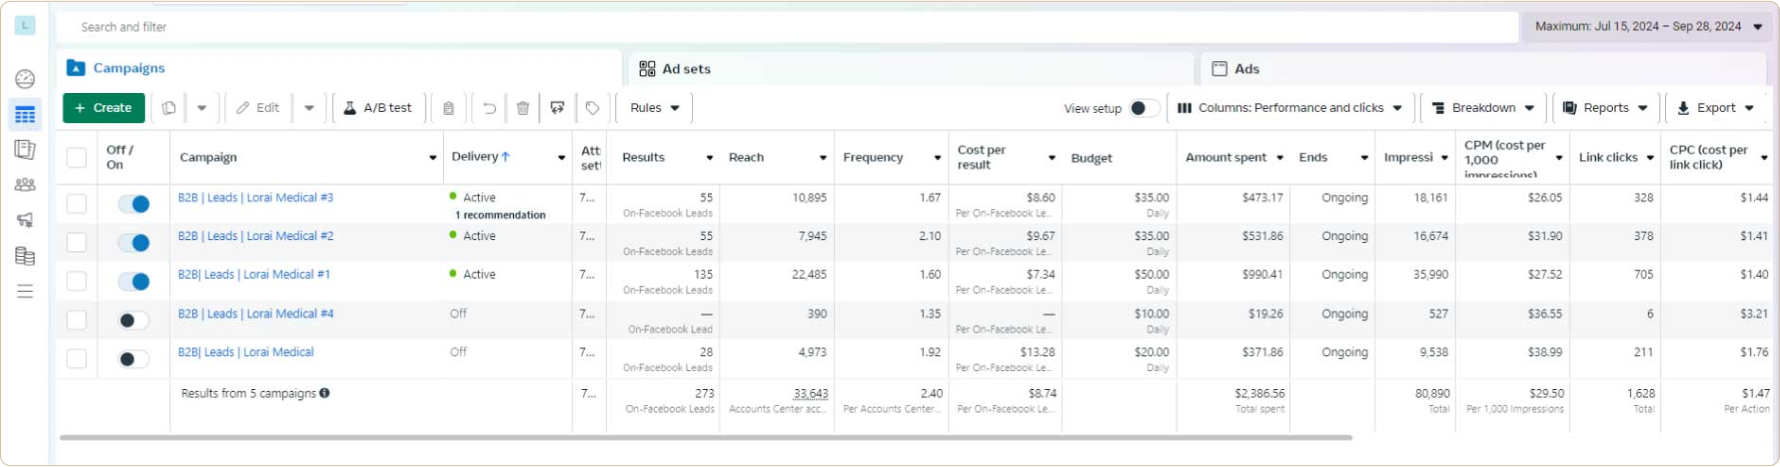 L
Search and filter
Maximum: Jul 15, 2024 – Sep 28, 2024
Campaigns
Ad sets
Ads
+ Create
Edit
A/B test
Rules
View setup
Columns: Performance and clicks
Breakdown
Reports
Export
Off / On
Campaign
Delivery ↑
Att sett
Results
Reach
Frequency
Cost per result
Budget
Amount spent
Ends
Impressi
CPM (cost per 1,000 impressions)
Link clicks
CPC (cost per link click)
B2B | Leads | Lorai Medical #3 Active 7... 55 10,895 1.67 $8.60 $35.00 $473.17 Ongoing 18,161 $26.05 328 $1.44
1 recommendation On-Facebook Leads Per On-Facebook Le... Daily
B2B | Leads | Lorai Medical #2 Active 7... 55 7,945 2.10 $9.67 $35.00 $531.86 Ongoing 16,674 $31.90 378 $1.41
On-Facebook Leads Per On-Facebook Le... Daily
B2B| Leads | Lorai Medical #1 Active 7... 135 22,485 1.60 $7.34 $50.00 $990.41 Ongoing 35,990 $27.52 705 $1.40
On-Facebook Leads Per On-Facebook Le... Daily
B2B | Leads | Lorai Medical #4 Off 7... — 390 1.35 — $10.00 $19.26 Ongoing 527 $36.55 6 $3.21
On-Facebook Lead Per On-Facebook Le... Daily
B2B| Leads | Lorai Medical Off 7... 28 4,973 1.92 $13.28 $20.00 $371.86 Ongoing 9,538 $38.99 211 $1.76
On-Facebook Leads Per On-Facebook Le... Daily
Results from 5 campaigns 7... 273 33,643 2.40 $8.74 $2,386.56 80,890 $29.50 1,628 $1.47
On-Facebook Leads Accounts Center acc... Per Accounts Center... Per On-Facebook Le... Total spent Total Per 1,000 Impressions Total Per Action